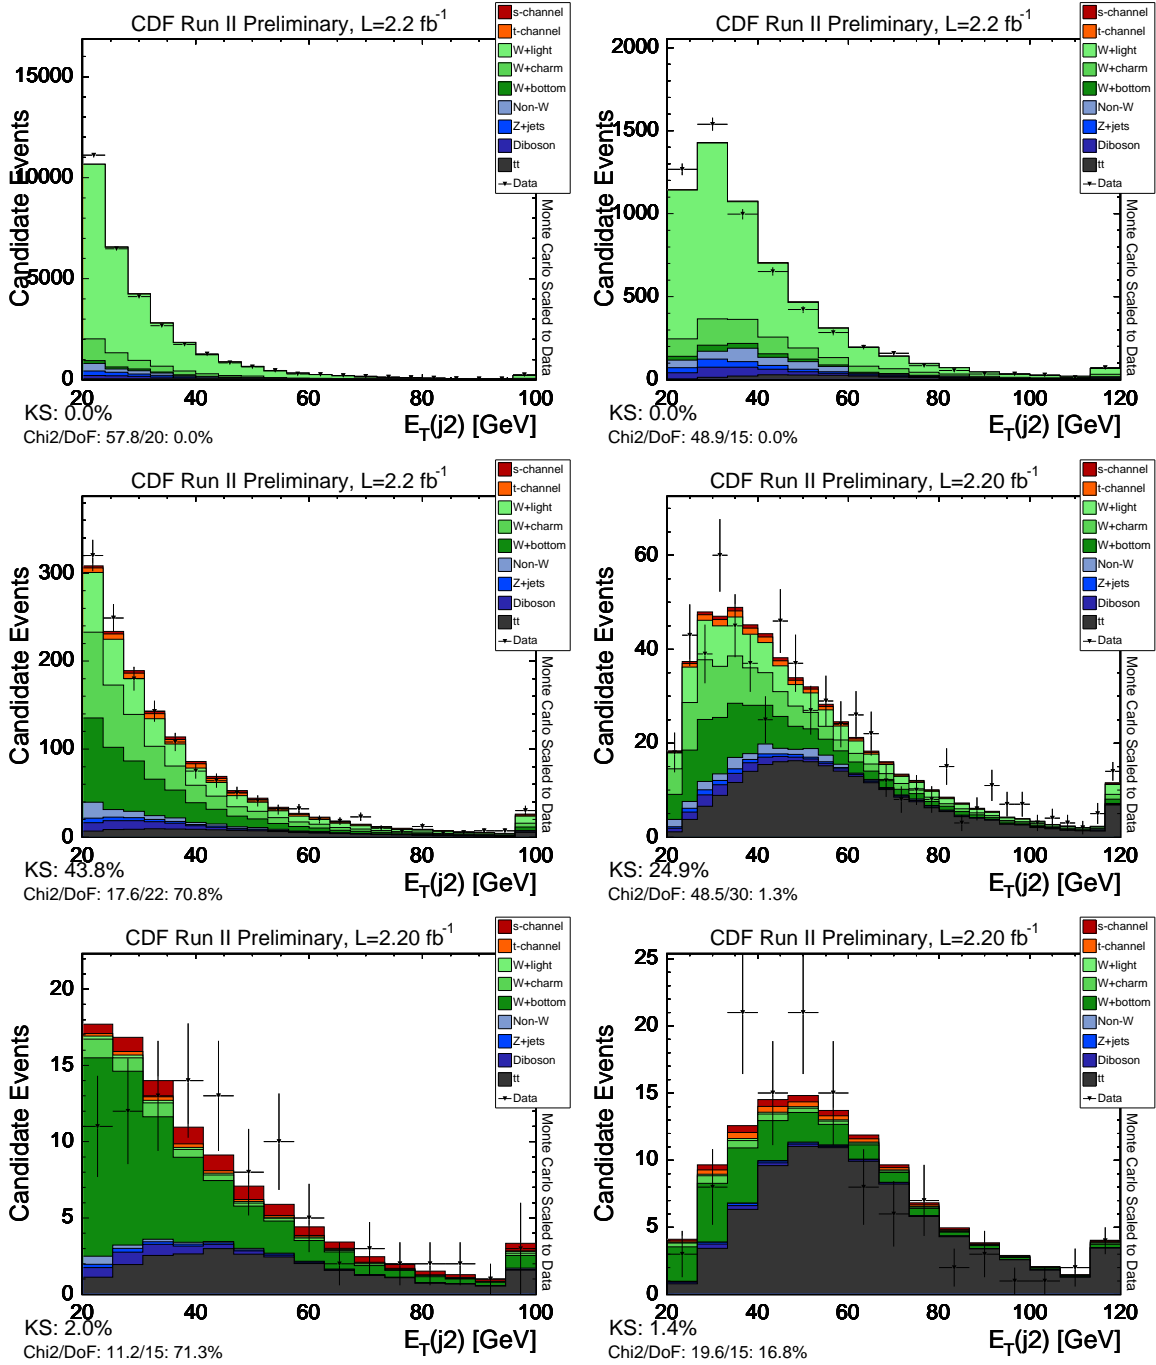 CDF Run II Preliminary, L=2.2 fb-1
s-channel
t-channel
W+light
W+charm
W+bottom
Non-W
Z+jets
Diboson
tt
Data
Candidate Events
15000
10000
5000
0
20 40 60 80 100
Monte Carlo Scaled to Data
KS: 0.0%
ET(j2) [GeV]
Chi2/DoF: 57.8/20: 0.0%
CDF Run II Preliminary, L=2.2 fb-1
s-channel
t-channel
W+light
W+charm
W+bottom
Non-W
Z+jets
Diboson
tt
Data
Candidate Events
2000
1500
1000
500
0
20 40 60 80 100 120
Monte Carlo Scaled to Data
KS: 0.0%
ET(j2) [GeV]
Chi2/DoF: 48.9/15: 0.0%
CDF Run II Preliminary, L=2.2 fb-1
s-channel
t-channel
W+light
W+charm
W+bottom
Non-W
Z+jets
Diboson
tt
Data
Candidate Events
300
200
100
0
20 40 60 80 100
Monte Carlo Scaled to Data
KS: 43.8%
ET(j2) [GeV]
Chi2/DoF: 17.6/22: 70.8%
CDF Run II Preliminary, L=2.20 fb-1
s-channel
t-channel
W+light
W+charm
W+bottom
Non-W
Z+jets
Diboson
tt
Data
Candidate Events
60
40
20
0
20 40 60 80 100 120
Monte Carlo Scaled to Data
KS: 24.9%
ET(j2) [GeV]
Chi2/DoF: 48.5/30: 1.3%
CDF Run II Preliminary, L=2.20 fb-1
s-channel
t-channel
W+light
W+charm
W+bottom
Non-W
Z+jets
Diboson
tt
Data
Candidate Events
20
15
10
5
0
20 40 60 80 100
Monte Carlo Scaled to Data
KS: 2.0%
ET(j2) [GeV]
Chi2/DoF: 11.2/15: 71.3%
CDF Run II Preliminary, L=2.20 fb-1
s-channel
t-channel
W+light
W+charm
W+bottom
Non-W
Z+jets
Diboson
tt
Data
Candidate Events
25
20
15
10
5
0
20 40 60 80 100 120
Monte Carlo Scaled to Data
KS: 1.4%
ET(j2) [GeV]
Chi2/DoF: 19.6/15: 16.8%